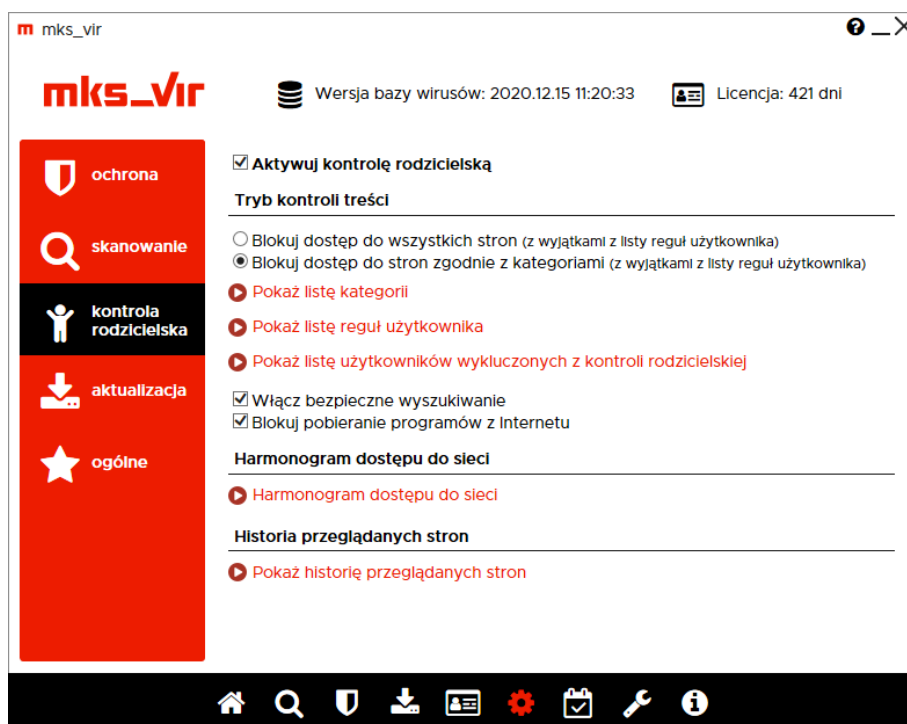 mks_vir
mks_vir
Wersja bazy wirusów: 2020.12.15 11:20:33
Licencja: 421 dni
ochrona
skanowanie
kontrola
rodzicielska
aktualizacja
ogólne
Aktywuj kontrolę rodzicielską
Tryb kontroli treści
Blokuj dostęp do wszystkich stron (z wyjątkami z listy reguł użytkownika)
Blokuj dostęp do stron zgodnie z kategoriami (z wyjątkami z listy reguł użytkownika)
Pokaż listę kategorii
Pokaż listę reguł użytkownika
Pokaż listę użytkowników wykluczonych z kontroli rodzicielskiej
Włącz bezpieczne wyszukiwanie
Blokuj pobieranie programów z Internetu
Harmonogram dostępu do sieci
Harmonogram dostępu do sieci
Historia przeglądanych stron
Pokaż historię przeglądanych stron